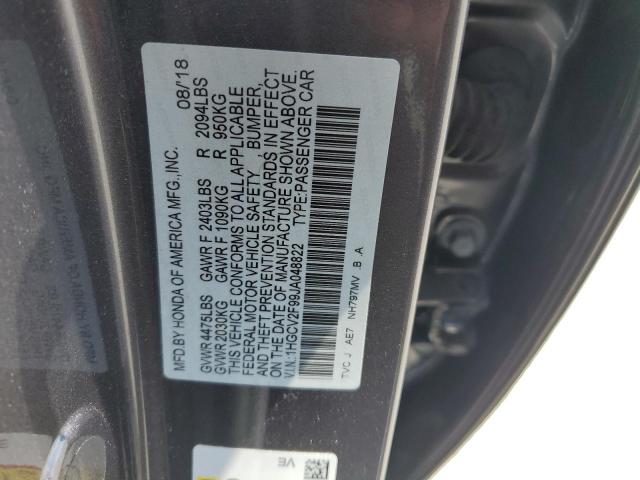 MFD.BY HONDA OF AMERICA MFG.,INC. 08/'18
GVWR 4475LBS GAWR F 2403LBS R 2094LBS
GVWR 2030KG GAWR F 1090KG R 950KG
THIS VEHICLE CONFORMS TO ALL APPLICABLE
FEDERAL MOTOR VEHICLE SAFETY, BUMPER,
AND THEFT PREVENTION STANDARDS IN EFFECT
ON THE DATE OF MANUFACTURE SHOWN ABOVE.
V.I.N.:1HGCV2F99JA048822 TYPE:PASSENGER CAR
TVC J AE7 NH797MV .B .A
VE